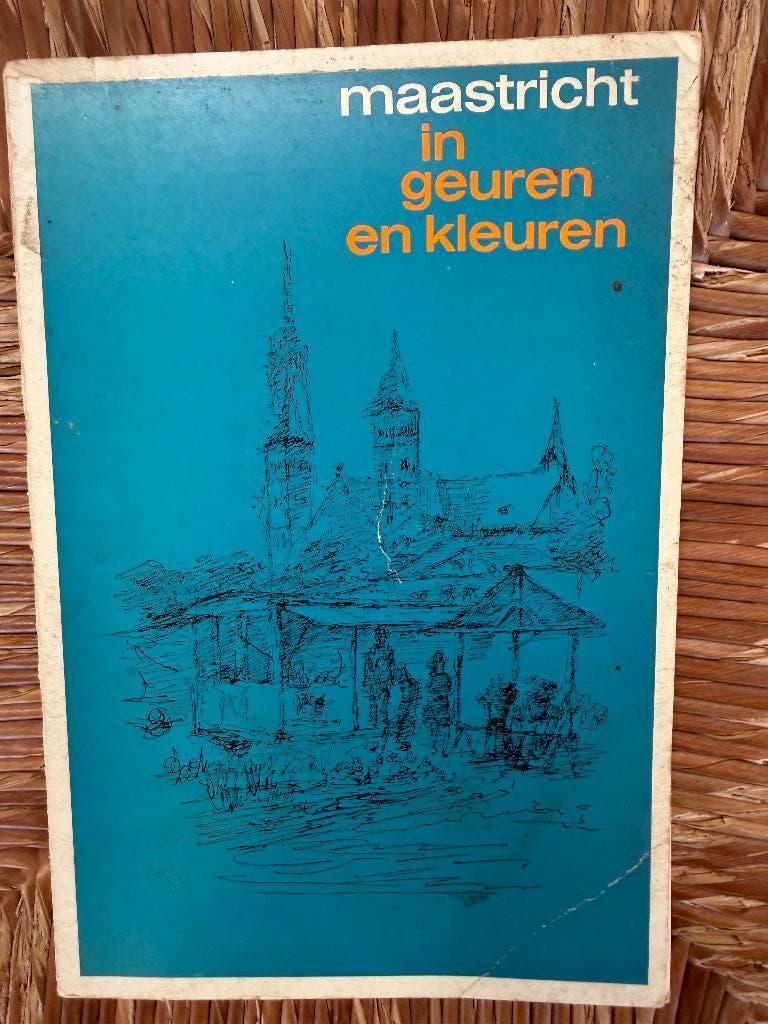 maastricht
in
geuren
en kleuren